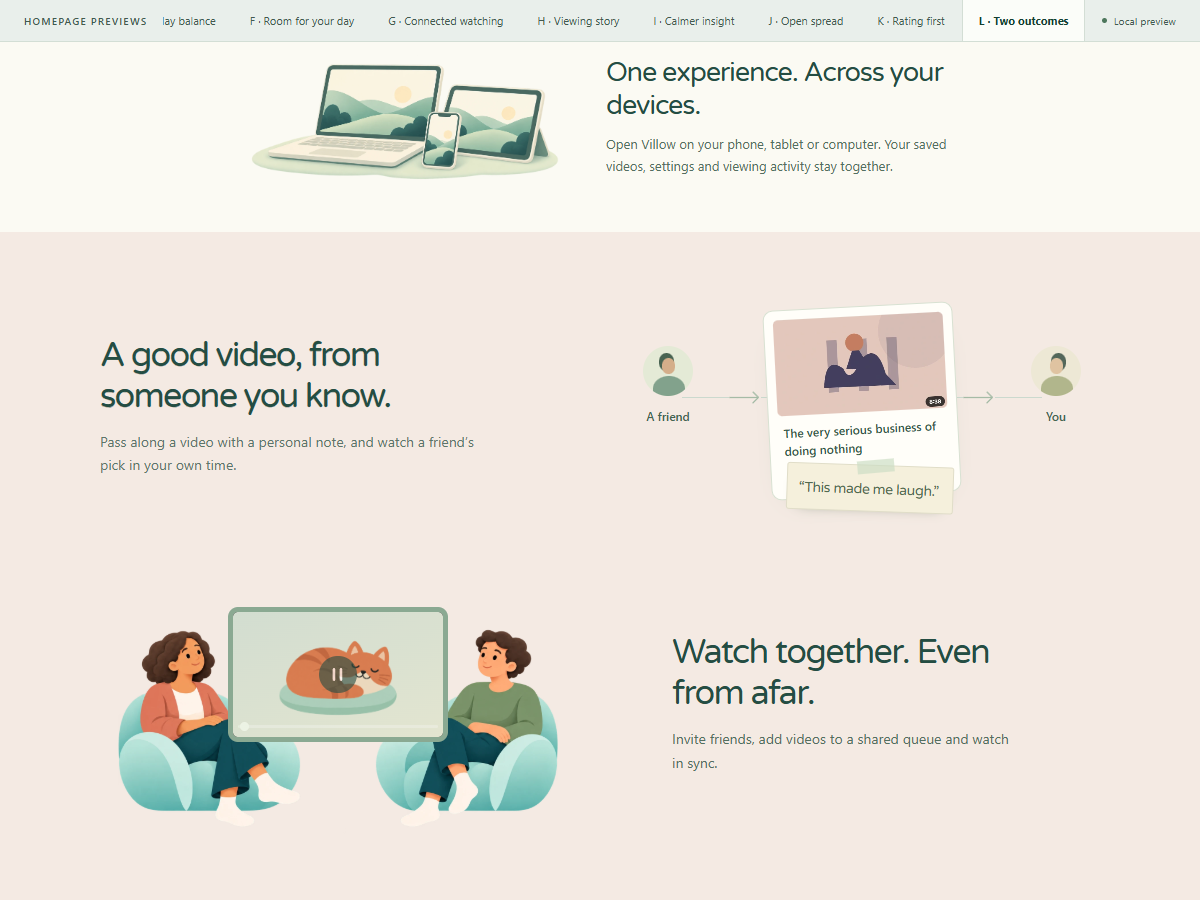 HOMEPAGE PREVIEWS
lay balance
F · Room for your day
G · Connected watching
H · Viewing story
I · Calmer insight
J · Open spread
K · Rating first
L · Two outcomes
Local preview
One experience. Across your
devices.
Open Villow on your phone, tablet or computer. Your saved
videos, settings and viewing activity stay together.
A good video, from
someone you know.
Pass along a video with a personal note, and watch a friend's
pick in your own time.
A friend
8:38
The very serious business of
doing nothing
“This made me laugh.”
You
Watch together. Even
from afar.
Invite friends, add videos to a shared queue and watch
in sync.